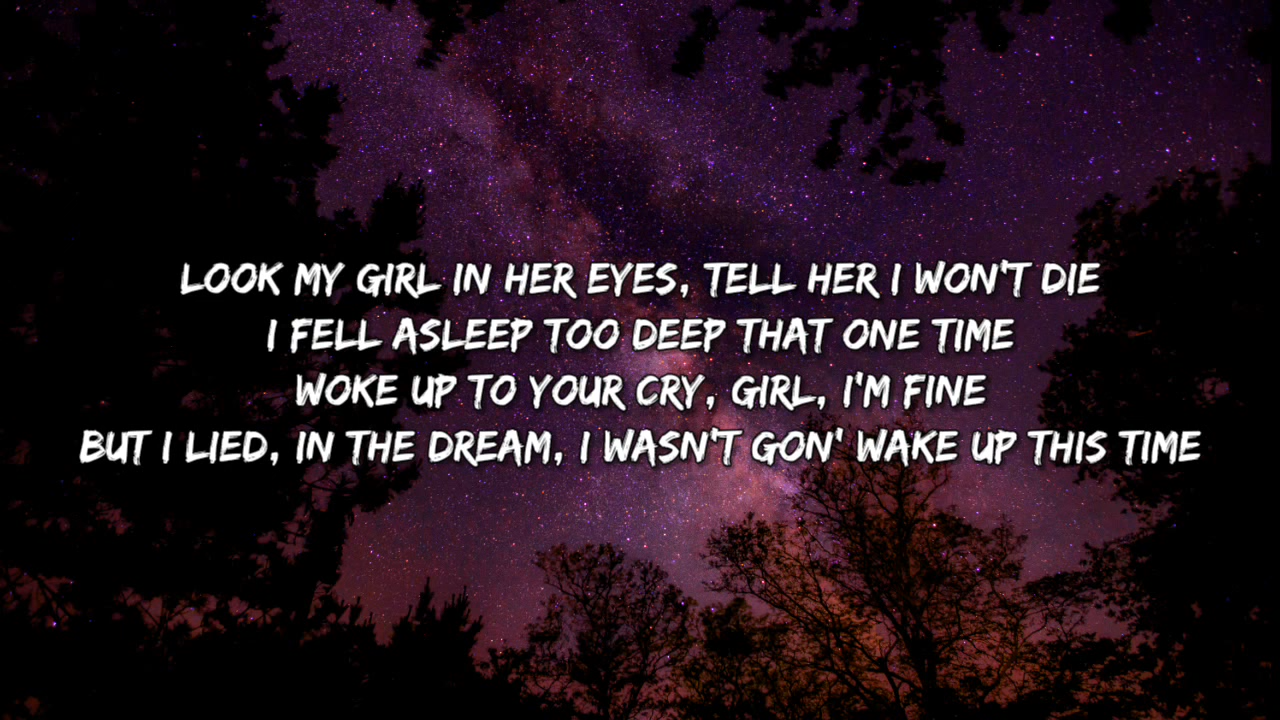 LOOK MY GIRL IN HER EYES, TELL HER I WON'T DIE
I FELL ASLEEP TOO DEEP THAT ONE TIME
WOKE UP TO YOUR CRY, GIRL, I'M FINE
BUT I LIED, IN THE DREAM, I WASN'T GON' WAKE UP THIS TIME